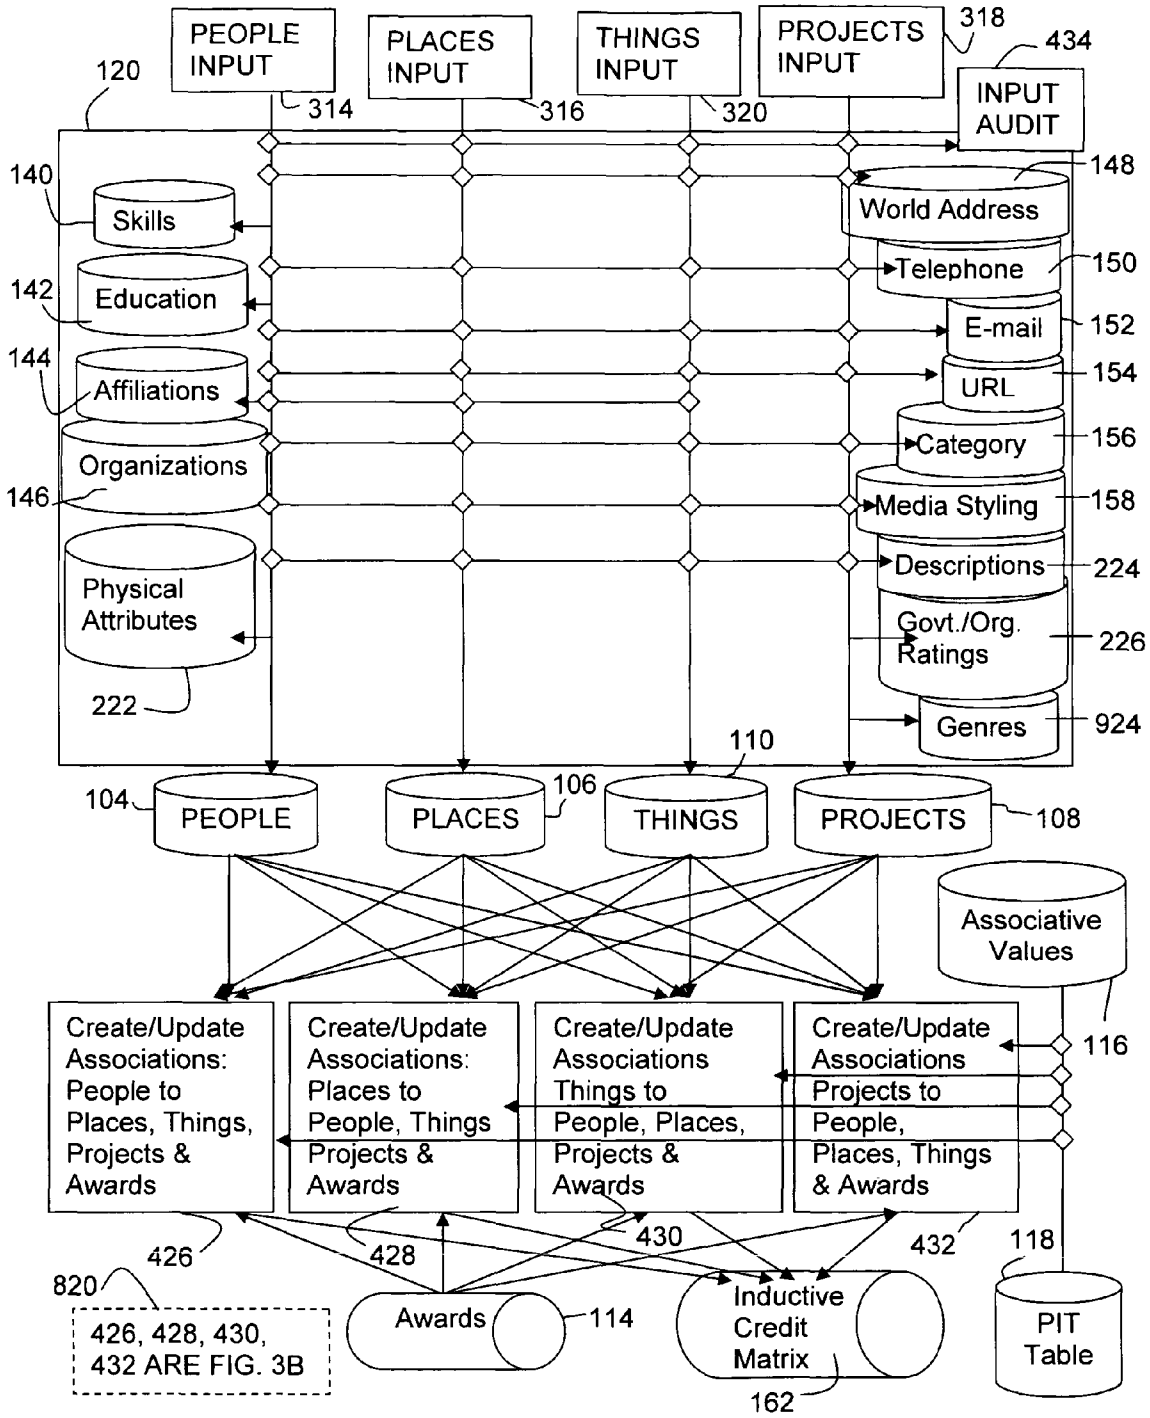 PEOPLE
INPUT
314
PLACES
INPUT
316
THINGS
INPUT
320
PROJECTS
INPUT
318
434
INPUT
AUDIT
120
140
Skills
142
Education
144
Affiliations
Organizations
146
Physical
Attributes
222
148
World Address
Telephone
150
E-mail
152
URL
154
Category
156
Media Styling
158
Descriptions
224
Govt./Org.
Ratings
226
Genres
924
104
PEOPLE
PLACES
106
110
THINGS
PROJECTS
108
Associative
Values
116
Create/Update
Associations:
People to
Places, Things,
Projects &
Awards
426
Create/Update
Associations:
Places to
People, Things
Projects &
Awards
428
Create/Update
Associations
Things to
People, Places,
Projects &
Awards
430
Create/Update
Associations
Projects to
People,
Places, Things
& Awards
432
820
426, 428, 430,
432 ARE FIG. 3B
Awards
114
Inductive
Credit
Matrix
162
118
PIT
Table